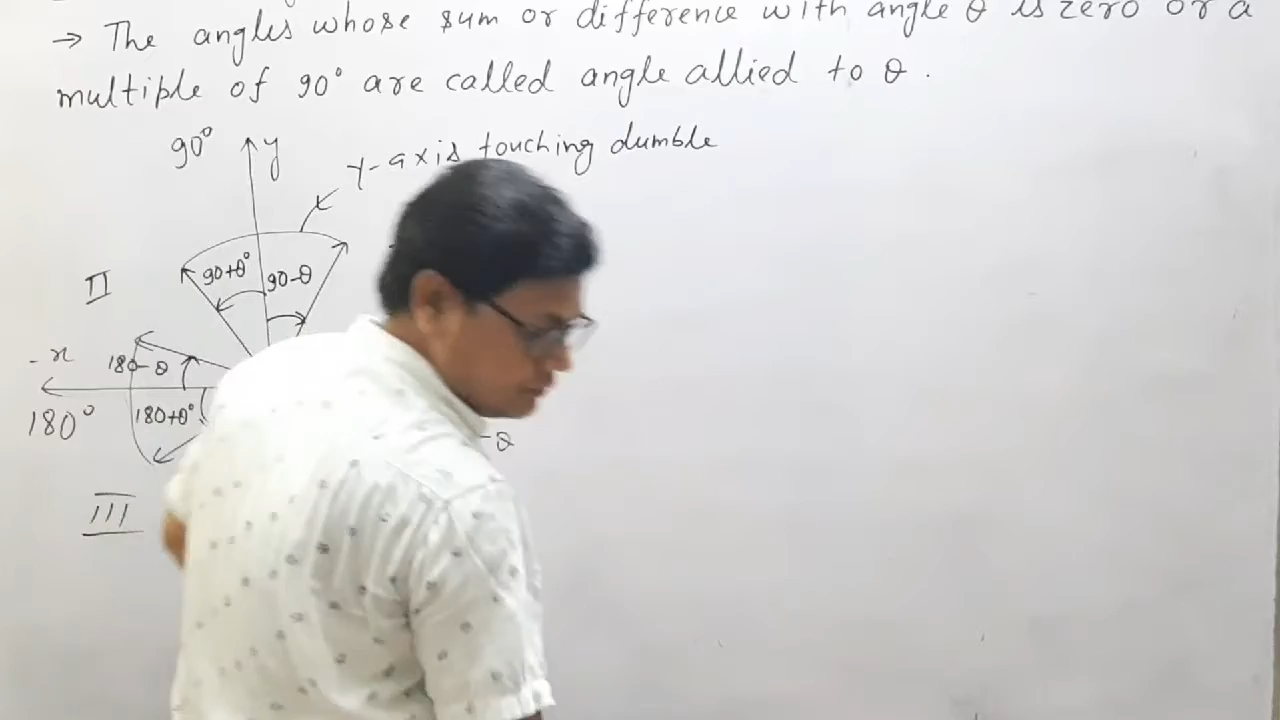 → The angles whose sum or difference with angle θ is zero or a
multiple of 90° are called angle allied to θ .
90° y
Y-axis touching dumble
90+θ° 90-θ
II
-x 180-θ
180° 180+θ°
-θ
III